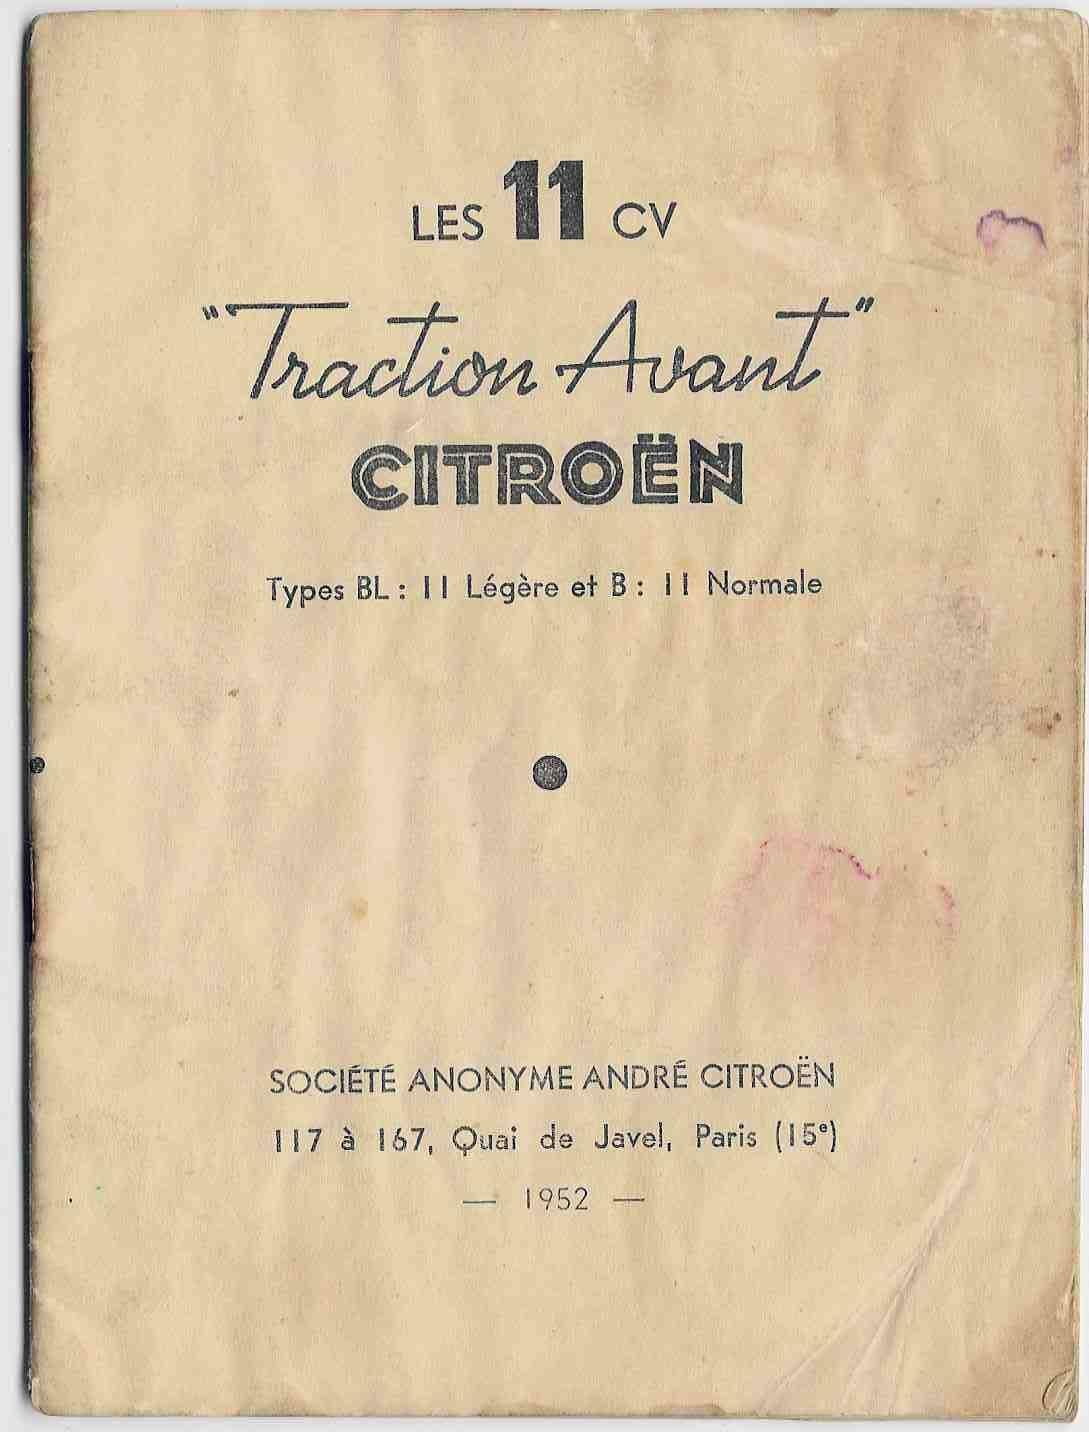 LES 11 CV
"Traction Avant"
CITROËN
Types BL : 11 Légère et B : 11 Normale
SOCIÉTÉ ANONYME ANDRÉ CITROËN
117 à 167, Quai de Javel, Paris (15e)
— 1952 —